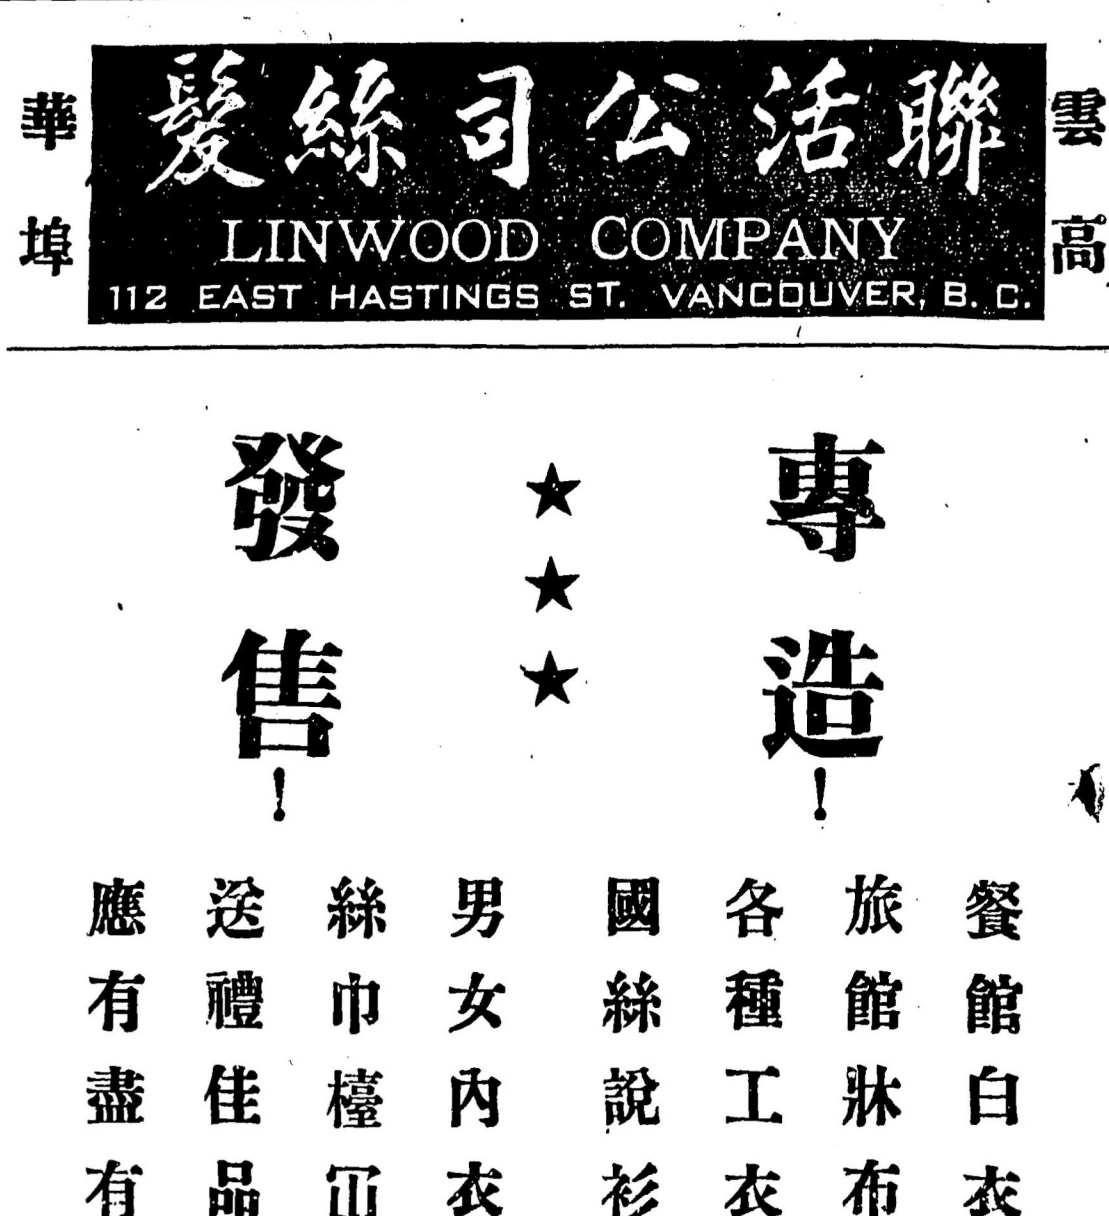 雲高
聯活公司絲髮
華埠
LINWOOD COMPANY
112 EAST HASTINGS ST. VANCOUVER, B. C.
專造!
★★★
發售!
餐館白衣
旅館牀布
各種工衣
國絲說衫
男女內衣
絲巾檯冚
送禮佳品
應有盡有